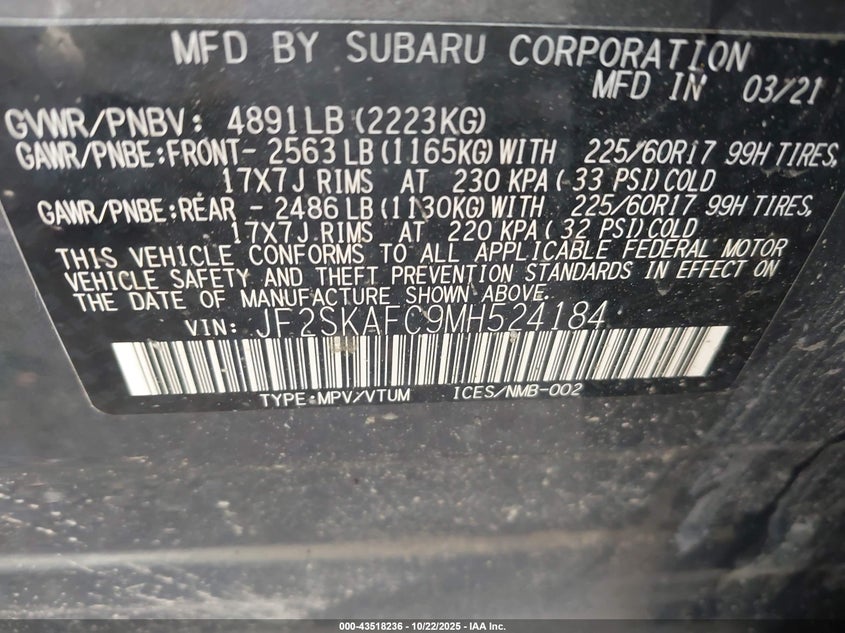 MFD BY SUBARU CORPORATION
MFD IN 03/21
GVWR/PNBV: 4891LB (2223KG)
GAWR/PNBE:FRONT- 2563 LB (1165KG) WITH 225/60R17 99H TIRES,
17X7J RIMS AT 230 KPA ( 33 PSI) COLD
GAWR/PNBE:REAR - 2486 LB (1130KG) WITH 225/60R17 99H TIRES,
17X7J RIMS AT 220 KPA ( 32 PSI) COLD
THIS VEHICLE CONFORMS TO ALL APPLICABLE FEDERAL MOTOR
VEHICLE SAFETY AND THEFT PREVENTION STANDARDS IN EFFECT ON
THE DATE OF MANUFACTURE SHOWN ABOVE.
VIN: JF2SKAFC9MH524184
TYPE:MPV/VTUM ICES/NMB-002
000-43518236 - 10/22/2025 - IAA Inc.